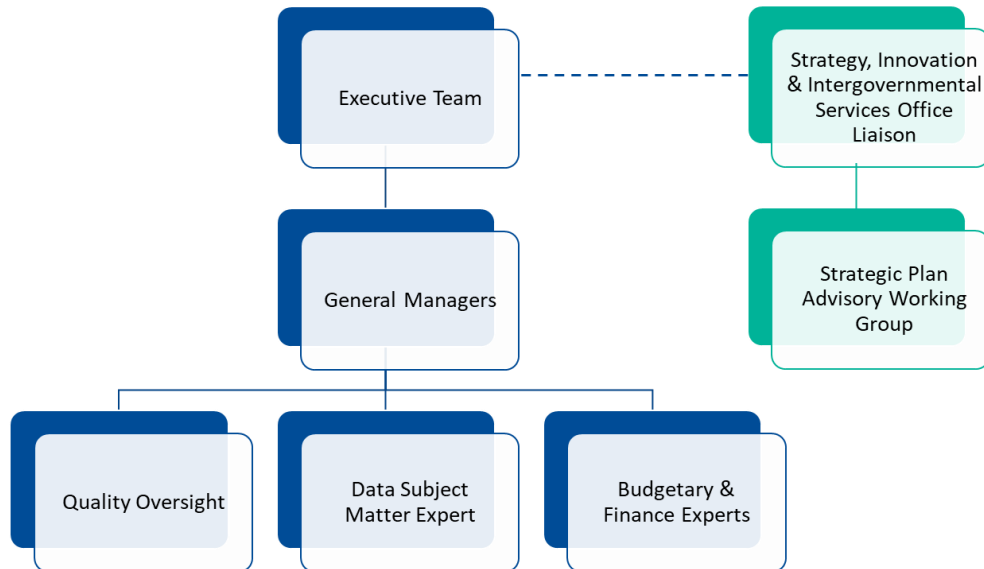 Executive Team
Strategy, Innovation
& Intergovernmental
Services Office
Liaison
General Managers
Strategic Plan
Advisory Working
Group
Quality Oversight
Data Subject
Matter Expert
Budgetary &
Finance Experts